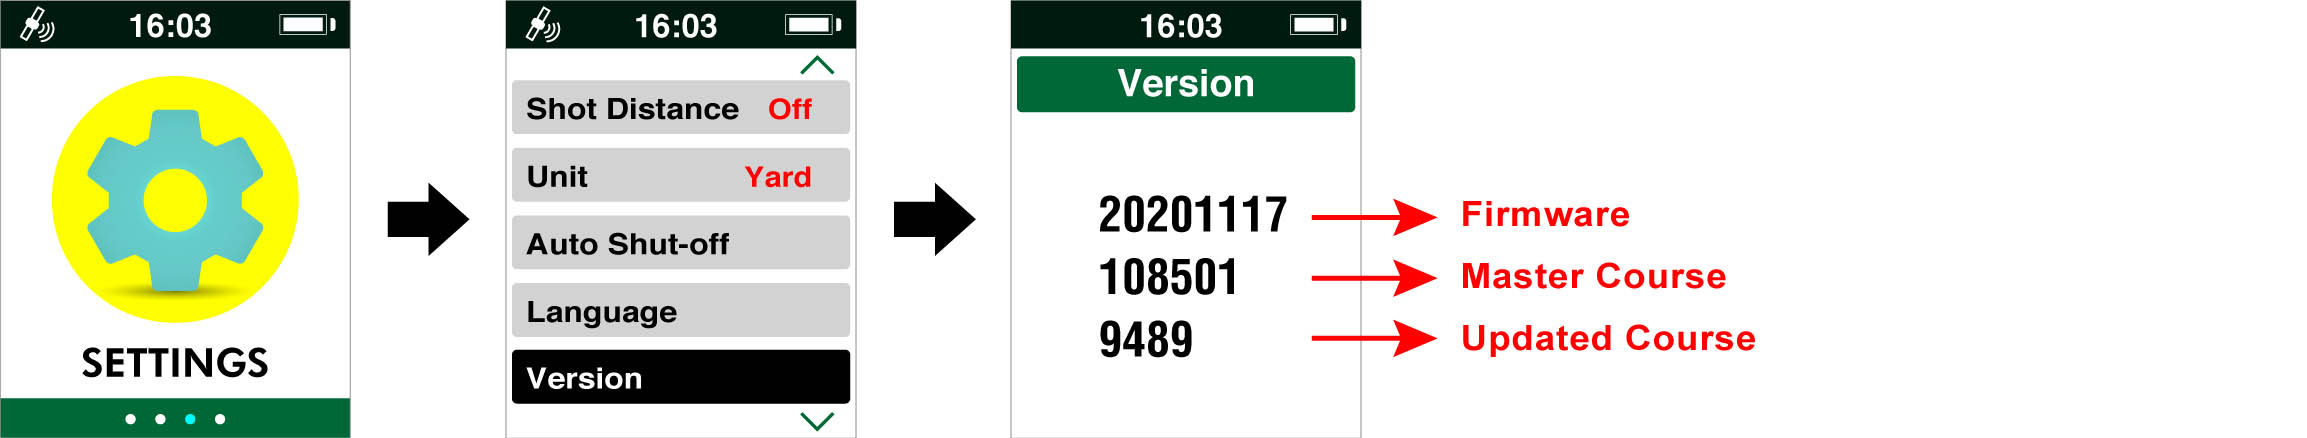 16:03
SETTINGS
16:03
Shot Distance Off
Unit Yard
Auto Shut-off
Language
Version
16:03
Version
20201117 Firmware
108501 Master Course
9489 Updated Course